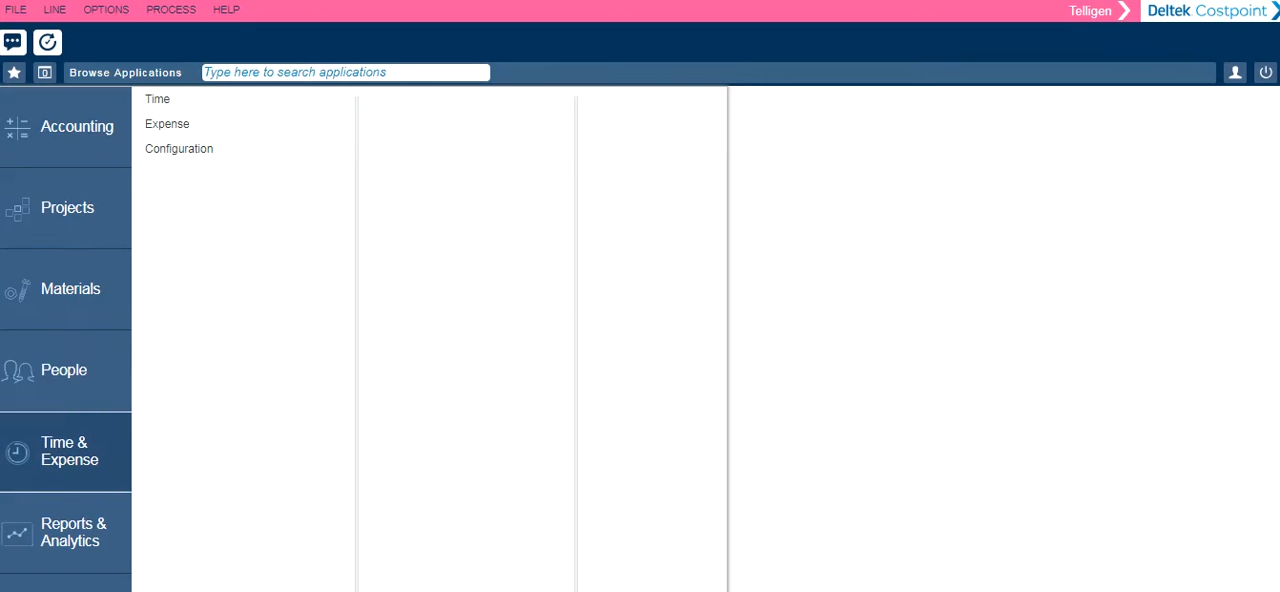 FILE LINE OPTIONS PROCESS HELP
Telligen Deltek Costpoint
Browse Applications Type here to search applications
Accounting
Projects
Materials
People
Time &
Expense
Reports &
Analytics
Time
Expense
Configuration